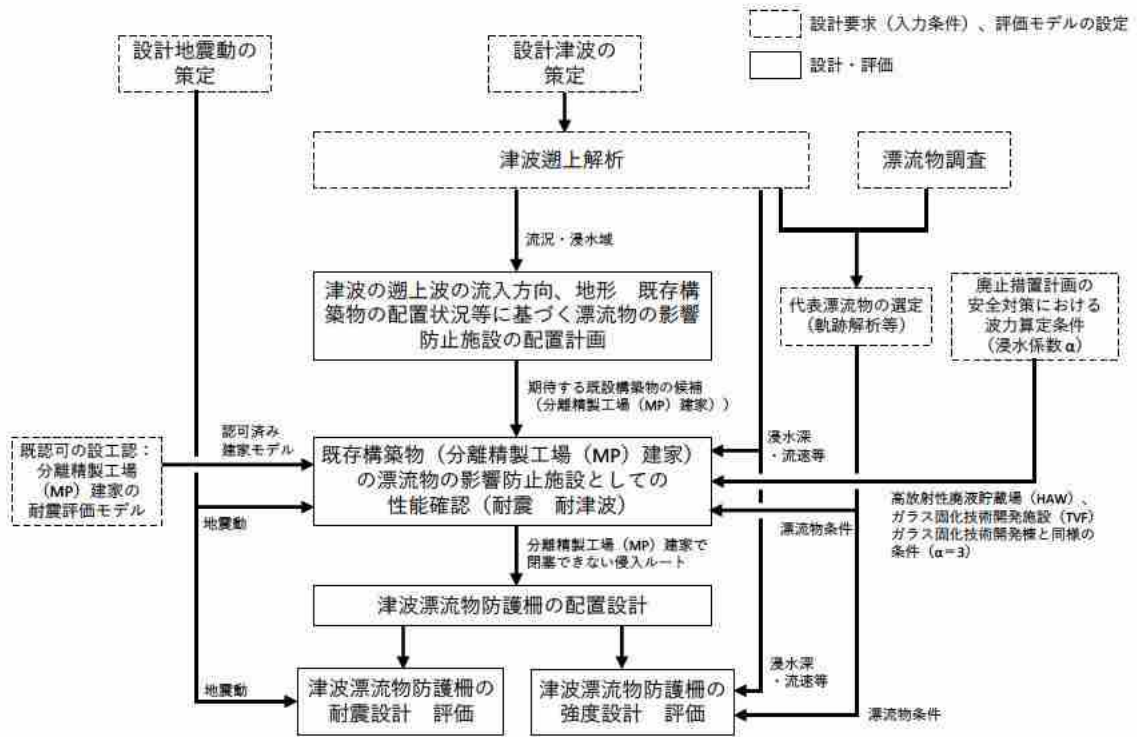 設計要求（入力条件）、評価モデルの設定
設計・評価
設計地震動の
策定
設計津波の
策定
津波遡上解析
漂流物調査
流況・浸水域
津波の遡上波の流入方向、地形　既存構
築物の配置状況等に基づく漂流物の影響
防止施設の配置計画
代表漂流物の選定
（軌跡解析等）
廃止措置計画の
安全対策における
波力算定条件
（浸水係数α）
期待する既設構築物の候補
（分離精製工場（MP）建家））
既認可の設工認：
分離精製工場
（MP）建家の
耐震評価モデル
認可済み
建家モデル
既存構築物（分離精製工場（MP）建家）
の漂流物の影響防止施設としての
性能確認（耐震　耐津波）
浸水深
・流速等
地震動
漂流物条件
高放射性廃液貯蔵場（HAW）、
ガラス固化技術開発施設（TVF）
ガラス固化技術開発棟と同様の
条件（α＝3）
分離精製工場（MP）建家で
閉塞できない侵入ルート
津波漂流物防護柵の配置設計
地震動
津波漂流物防護柵の
耐震設計　評価
津波漂流物防護柵の
強度設計　評価
浸水深
・流速等
漂流物条件